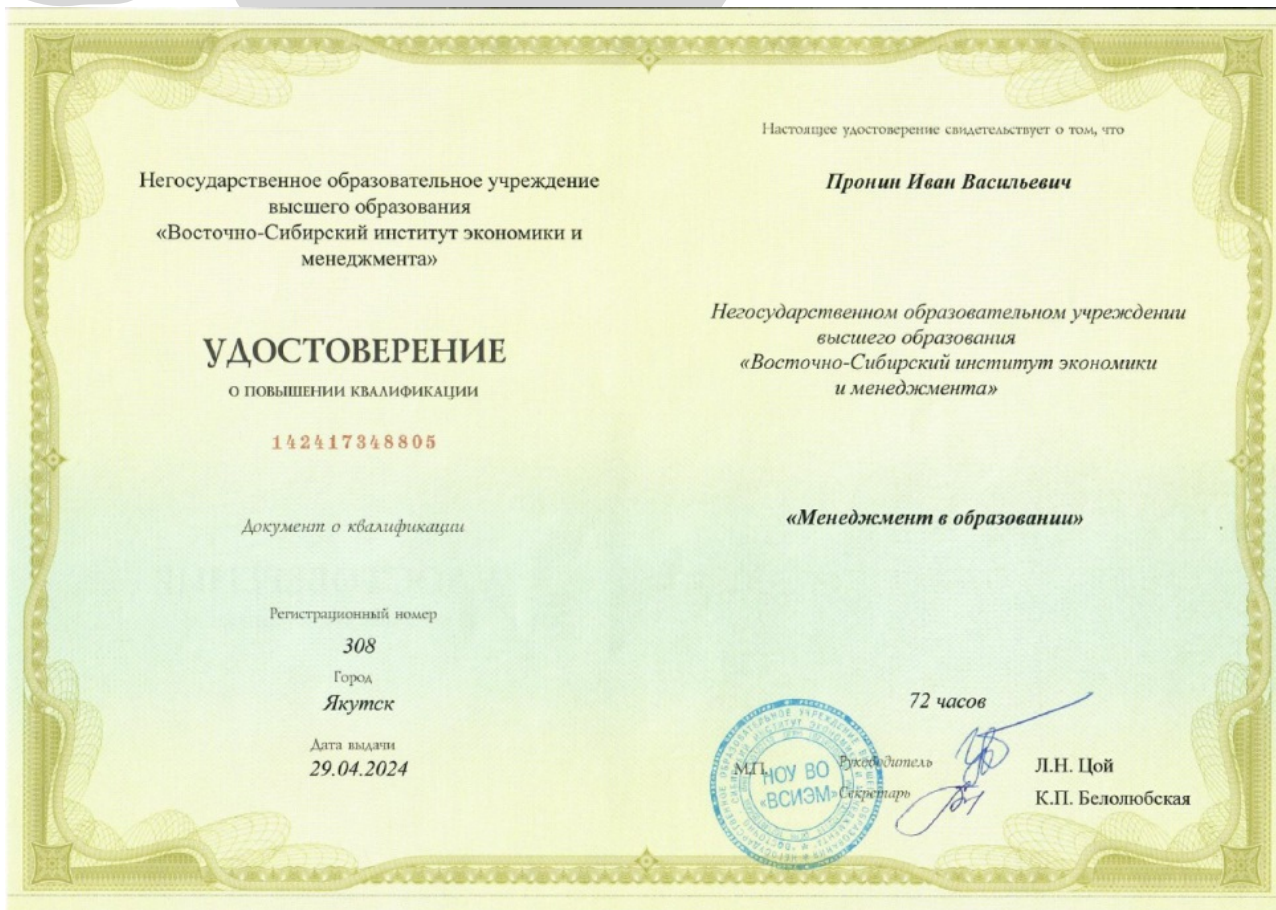 Негосударственное образовательное учреждение
высшего образования
«Восточно-Сибирский институт экономики и
менеджмента»
УДОСТОВЕРЕНИЕ
О ПОВЫШЕНИИ КВАЛИФИКАЦИИ
142417348805
Документ о квалификации
Регистрационный номер
308
Город
Якутск
Дата выдачи
29.04.2024
Настоящее удостоверение свидетельствует о том, что
Пронин Иван Васильевич
Негосударственном образовательном учреждении
высшего образования
«Восточно-Сибирский институт экономики
и менеджмента»
«Менеджмент в образовании»
72 часов
М.П.
Руководитель
Л.Н. Цой
Секретарь
К.П. Белолюбская
НОУ ВО
«ВСИЭМ»